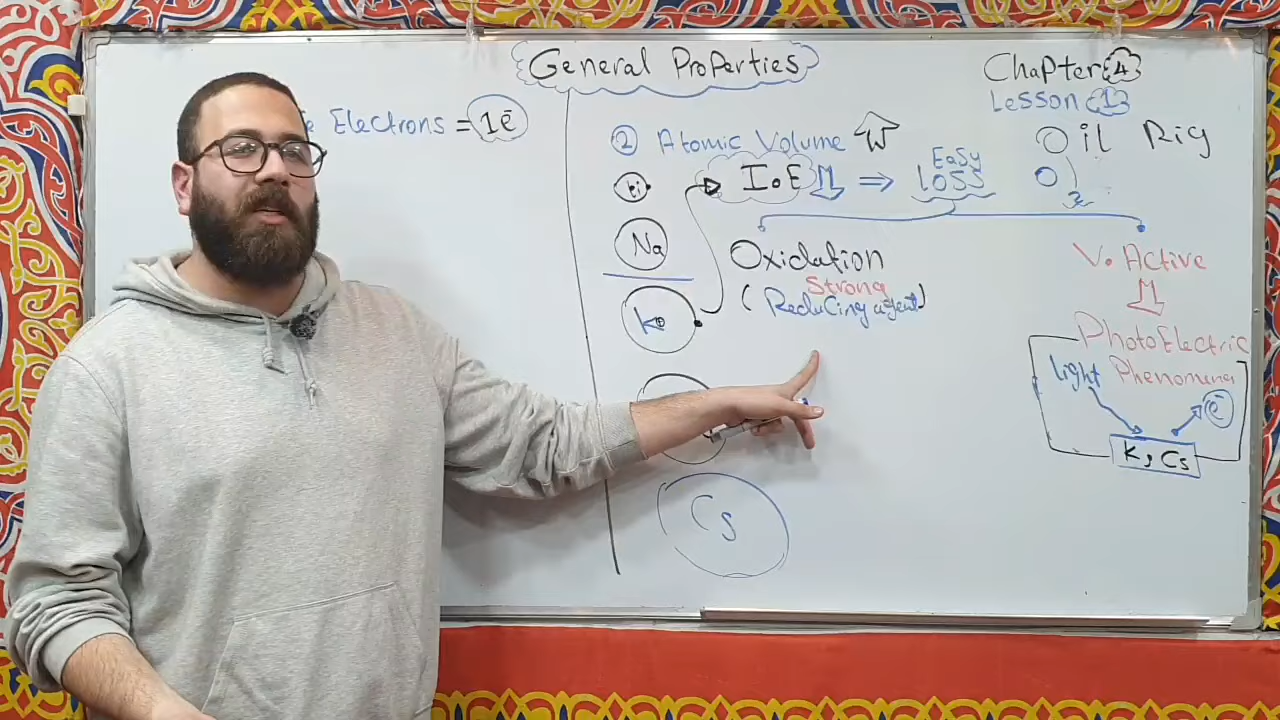 General Properties
Chapter 4
Lesson 1
Electrons = 1ē
② Atomic Volume
Oil Rig
Li
I.E ⇒ Easy Loss
Na
Oxidation
Strong
(Reducing agent)
K
V. Active
PhotoElectric
light Phenomena
ē
K, Cs
Cs